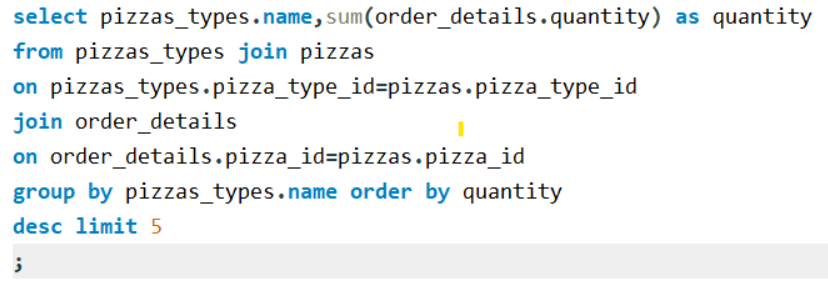 select pizzas_types.name,sum(order_details.quantity) as quantity
from pizzas_types join pizzas
on pizzas_types.pizza_type_id=pizzas.pizza_type_id
join order_details
on order_details.pizza_id=pizzas.pizza_id
group by pizzas_types.name order by quantity
desc limit 5
;